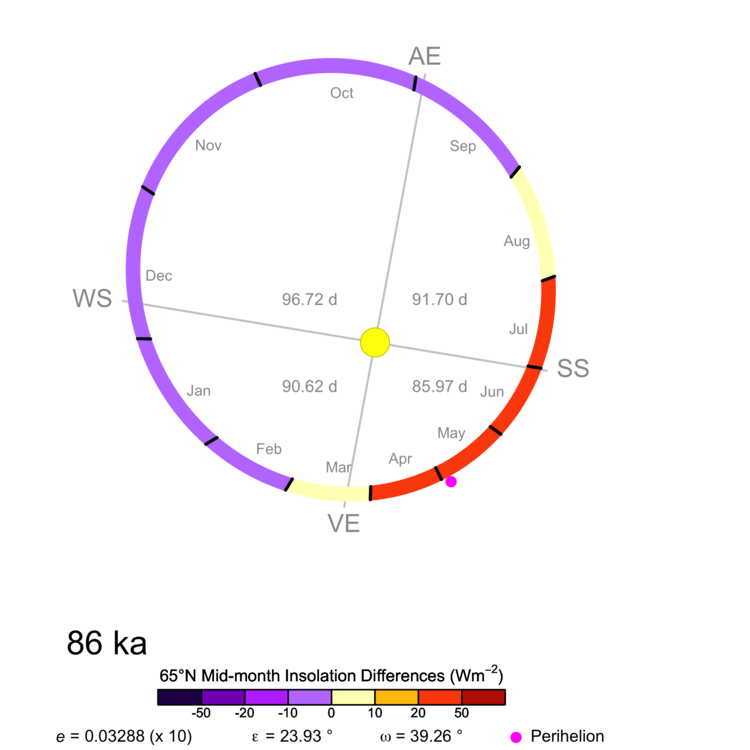 AE
Oct
Nov
Sep
Aug
Dec
WS
96.72 d
91.70 d
Jul
SS
90.62 d
85.97 d
Jun
Jan
May
Feb
Apr
Mar
VE
86 ka
65°N Mid-month Insolation Differences (Wm⁻²)
-50 -20 -10 0 10 20 50
e = 0.03288 (x 10) ε = 23.93 ° ω = 39.26 ° Perihelion